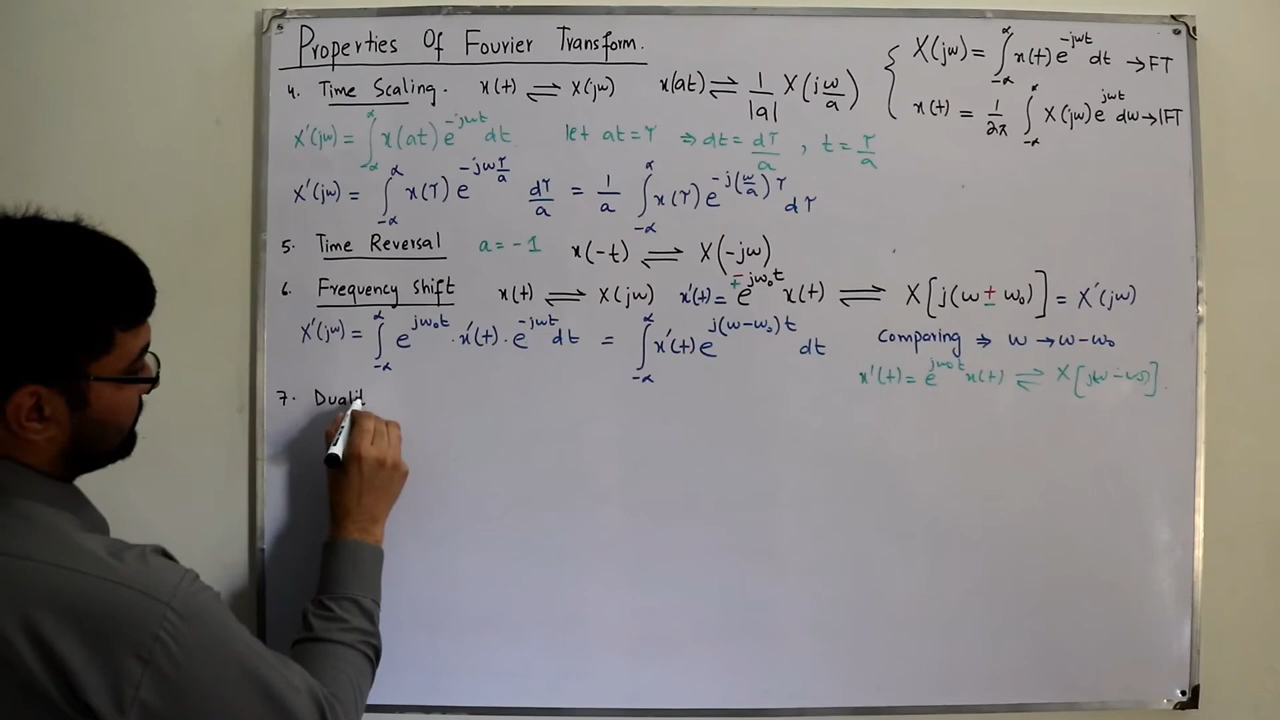 Properties Of Fourier Transform.
X(jω) = ∫_{-∝}^{∝} x(t) e^{-jωt} dt → FT
x(t) = 1/2π ∫_{-∝}^{∝} X(jω) e^{jωt} dω → IFT
4. Time Scaling. x(t) ⇌ X(jω) x(at) ⇌ 1/|a| X(jω/a)
X'(jω) = ∫_{-∝}^{∝} x(at) e^{-jωt} dt let at = τ ⇒ dt = dτ/a , t = τ/a
X'(jω) = ∫_{-∝}^{∝} x(τ) e^{-jω τ/a} dτ/a = 1/a ∫_{-∝}^{∝} x(τ) e^{-j(ω/a)τ} dτ
5. Time Reversal a = -1 x(-t) ⇌ X(-jω)
6. Frequency shift x(t) ⇌ X(jω) x'(t) = e^{∓jω₀t} x(t) ⇌ X[j(ω ± ω₀)] = X'(jω)
X'(jω) = ∫_{-∝}^{∝} e^{jω₀t} · x'(t) · e^{-jωt} dt = ∫_{-∝}^{∝} x'(t) e^{j(ω-ω₀)t} dt Comparing ⇒ ω → ω-ω₀
x'(t) = e^{jω₀t} x(t) ⇌ X[j(ω-ω₀)].
7. Duali